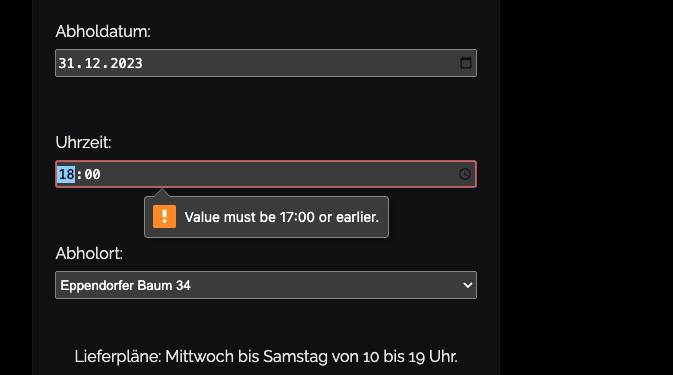 Abholdatum:
31.12.2023
Uhrzeit:
18:00
Value must be 17:00 or earlier.
Abholort:
Eppendorfer Baum 34
Lieferpläne: Mittwoch bis Samstag von 10 bis 19 Uhr.